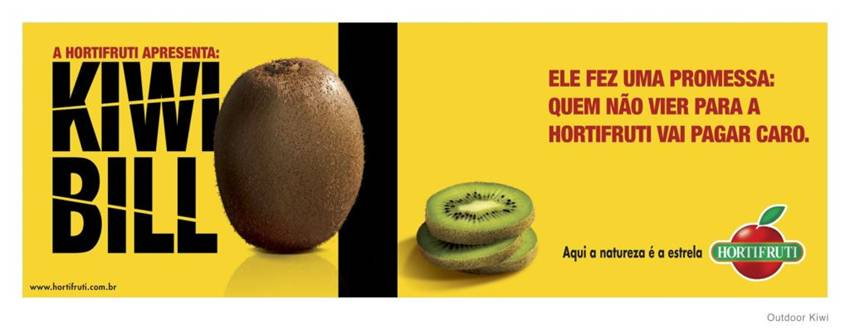 A HORTIFRUTI APRESENTA:
KIWI
BILL
www.hortifruti.com.br
ELE FEZ UMA PROMESSA:
QUEM NÃO VIER PARA A
HORTIFRUTI VAI PAGAR CARO.
Aqui a natureza é a estrela
HORTIFRUTI
Outdoor Kiwi